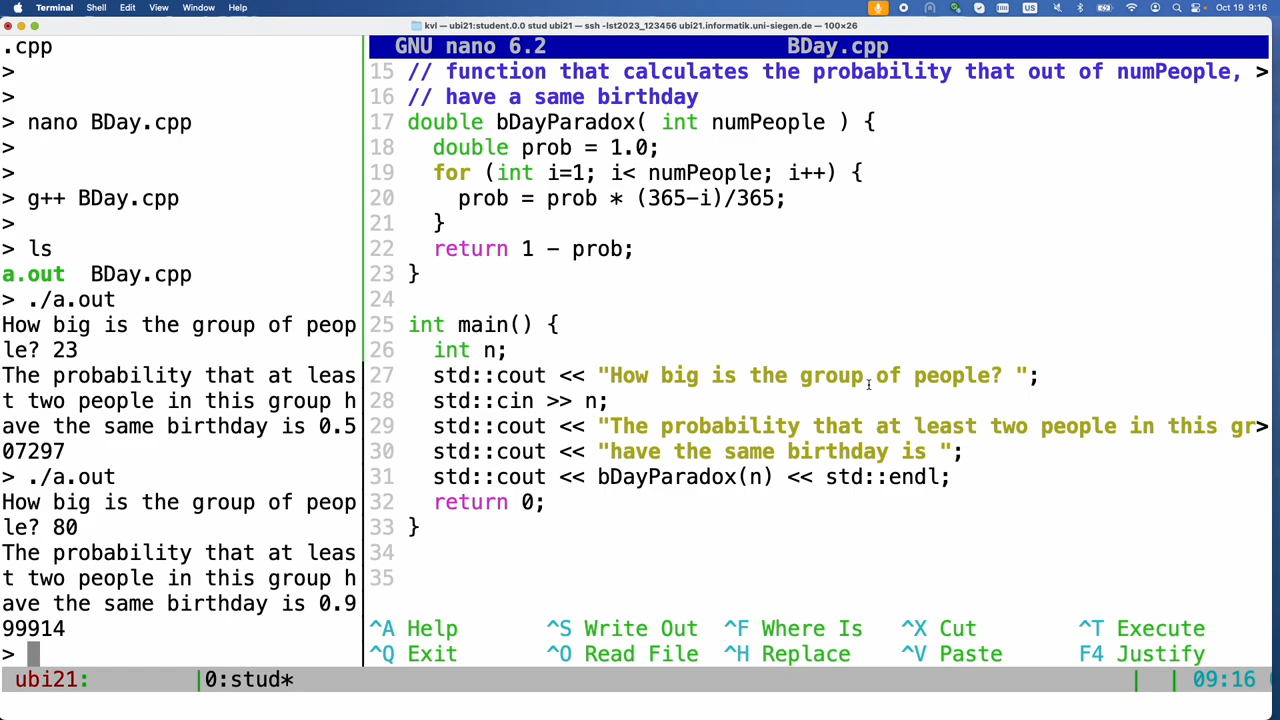 Terminal Shell Edit View Window Help US Oct 19 9:16
kvl — ubi21:student.0.0 stud ubi21 — ssh -lst2023_123456 ubi21.informatik.uni-siegen.de — 100×26
.cpp
>
>
> nano BDay.cpp
>
>
> g++ BDay.cpp
>
> ls
a.out  BDay.cpp
> ./a.out
How big is the group of peop
le? 23
The probability that at leas
t two people in this group h
ave the same birthday is 0.5
07297
> ./a.out
How big is the group of peop
le? 80
The probability that at leas
t two people in this group h
ave the same birthday is 0.9
99914
>
GNU nano 6.2 BDay.cpp
15 // function that calculates the probability that out of numPeople, >
16 // have a same birthday
17 double bDayParadox( int numPeople ) {
18   double prob = 1.0;
19   for (int i=1; i< numPeople; i++) {
20     prob = prob * (365-i)/365;
21   }
22   return 1 - prob;
23 }
24
25 int main() {
26   int n;
27   std::cout << "How big is the group of people? ";
28   std::cin >> n;
29   std::cout << "The probability that at least two people in this gr>
30   std::cout << "have the same birthday is ";
31   std::cout << bDayParadox(n) << std::endl;
32   return 0;
33 }
34
35
^A Help ^S Write Out ^F Where Is ^X Cut ^T Execute
^Q Exit ^O Read File ^H Replace ^V Paste F4 Justify
ubi21: |0:stud* | | 09:16